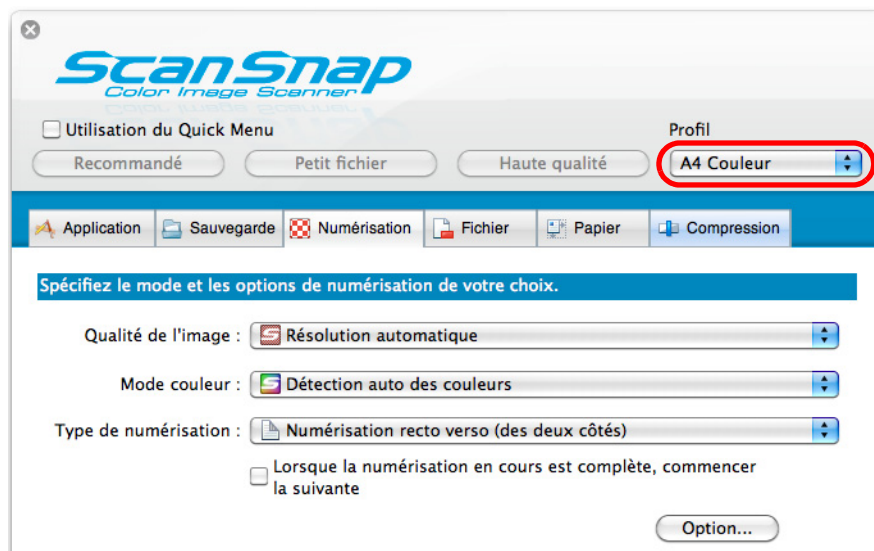 ScanSnap
Color Image Scanner
Utilisation du Quick Menu
Profil
Recommandé
Petit fichier
Haute qualité
A4 Couleur
Application
Sauvegarde
Numérisation
Fichier
Papier
Compression
Spécifiez le mode et les options de numérisation de votre choix.
Qualité de l'image : Résolution automatique
Mode couleur : Détection auto des couleurs
Type de numérisation : Numérisation recto verso (des deux côtés)
Lorsque la numérisation en cours est complète, commencer
la suivante
Option...